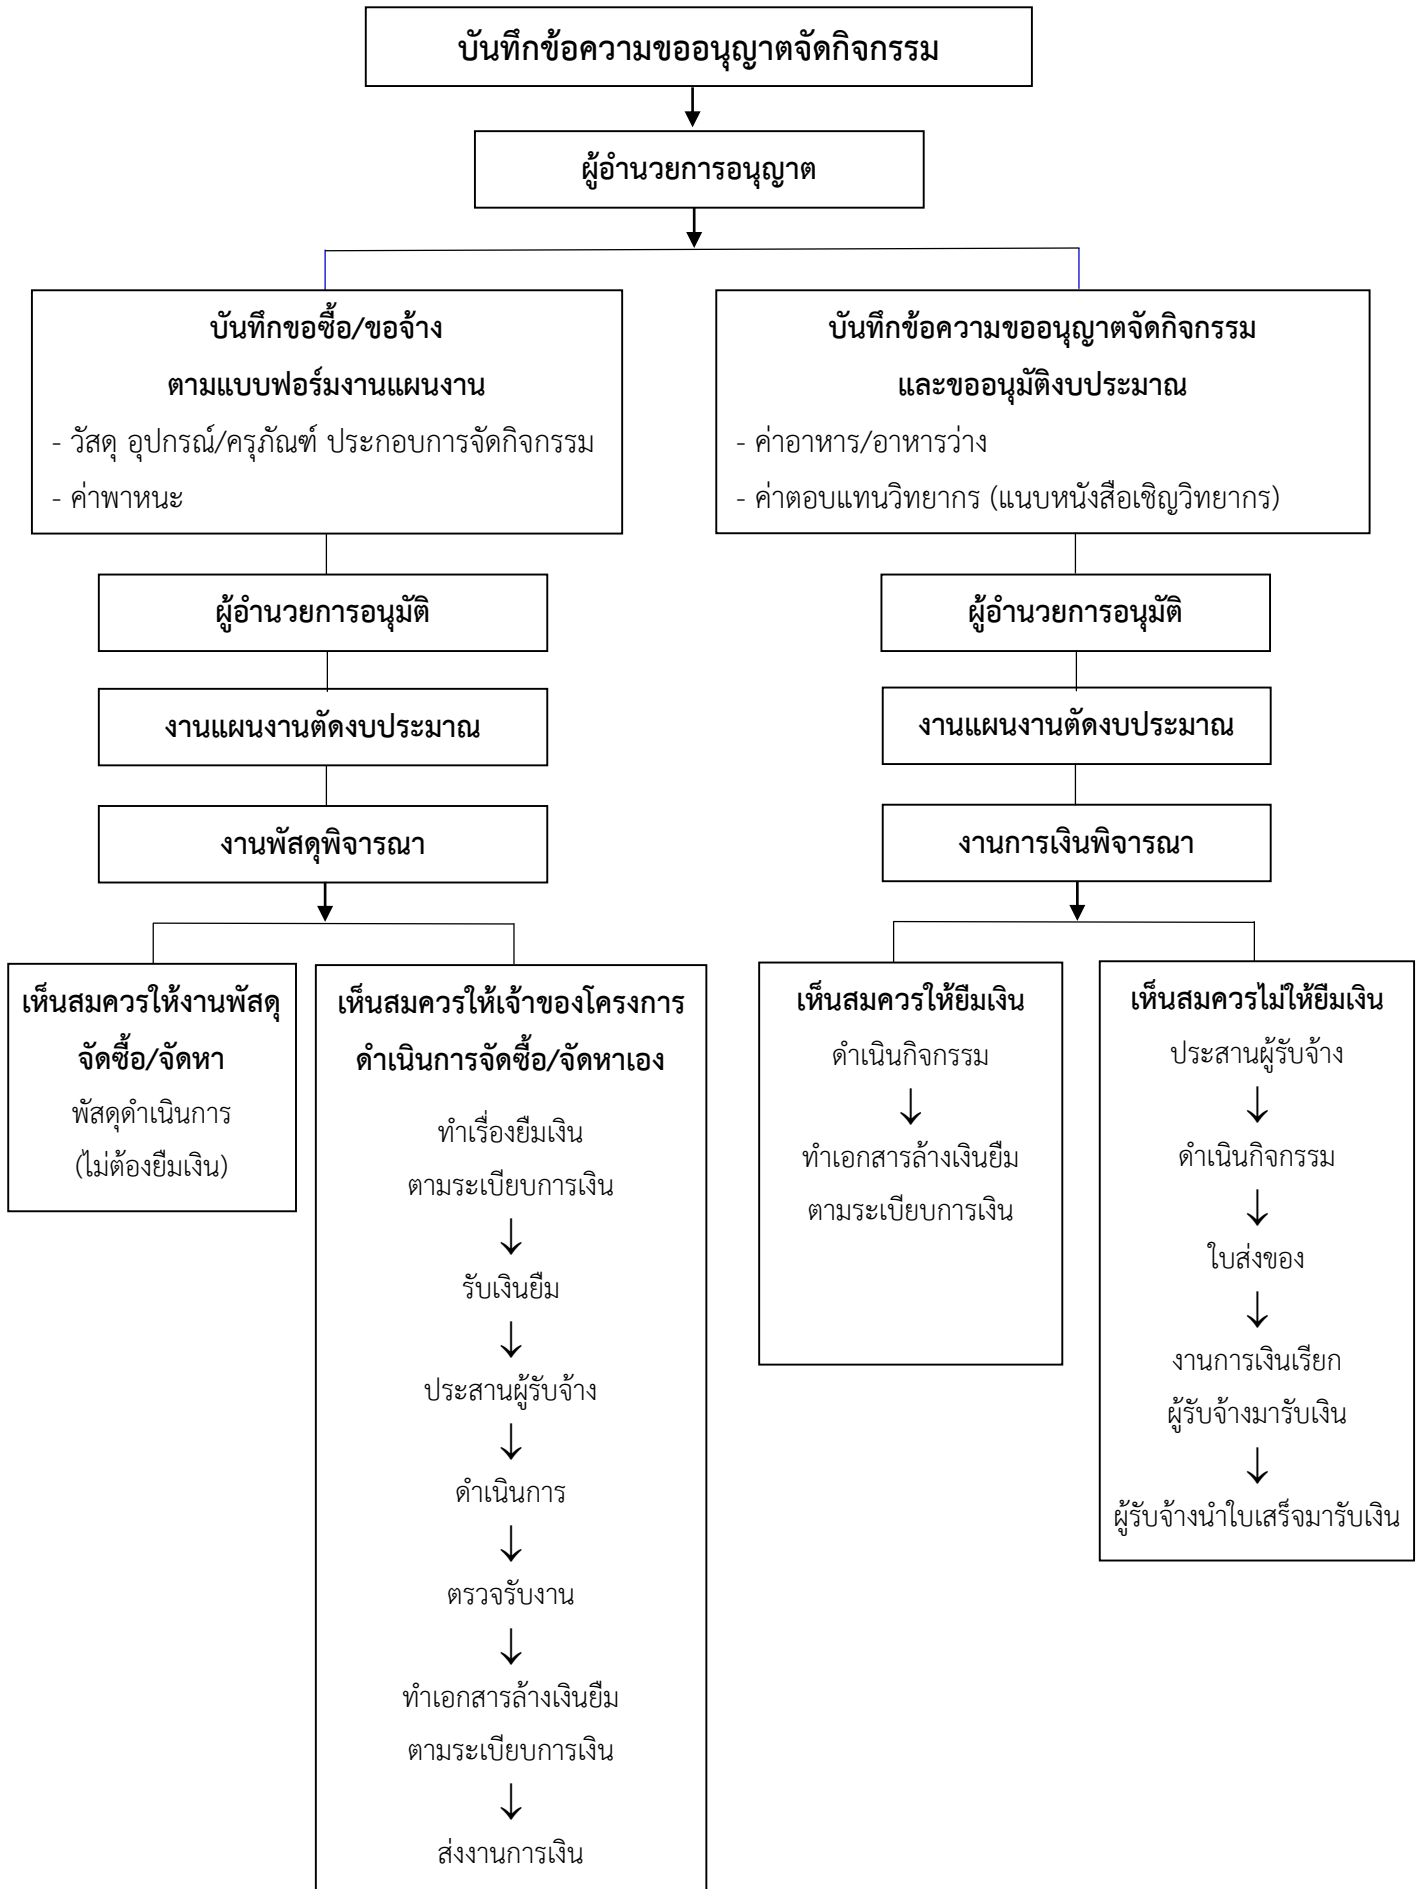 บันทึกข้อความขออนุญาตจัดกิจกรรม
ผู้อำนวยการอนุญาต
บันทึกขอซื้อ/ขอจ้าง
ตามแบบฟอร์มงานแผนงาน
- วัสดุ อุปกรณ์/ครุภัณฑ์ ประกอบการจัดกิจกรรม
- ค่าพาหนะ
บันทึกข้อความขออนุญาตจัดกิจกรรม
และขออนุมัติงบประมาณ
- ค่าอาหาร/อาหารว่าง
- ค่าตอบแทนวิทยากร (แนบหนังสือเชิญวิทยากร)
ผู้อำนวยการอนุมัติ
ผู้อำนวยการอนุมัติ
งานแผนงานตัดงบประมาณ
งานแผนงานตัดงบประมาณ
งานพัสดุพิจารณา
งานการเงินพิจารณา
เห็นสมควรให้งานพัสดุ
จัดซื้อ/จัดหา
พัสดุดำเนินการ
(ไม่ต้องยืมเงิน)
เห็นสมควรให้เจ้าของโครงการ
ดำเนินการจัดซื้อ/จัดหาเอง
ทำเรื่องยืมเงิน
ตามระเบียบการเงิน
รับเงินยืม
ประสานผู้รับจ้าง
ดำเนินการ
ตรวจรับงาน
ทำเอกสารล้างเงินยืม
ตามระเบียบการเงิน
ส่งงานการเงิน
เห็นสมควรให้ยืมเงิน
ดำเนินกิจกรรม
ทำเอกสารล้างเงินยืม
ตามระเบียบการเงิน
เห็นสมควรไม่ให้ยืมเงิน
ประสานผู้รับจ้าง
ดำเนินกิจกรรม
ใบส่งของ
งานการเงินเรียก
ผู้รับจ้างมารับเงิน
ผู้รับจ้างนำใบเสร็จมารับเงิน